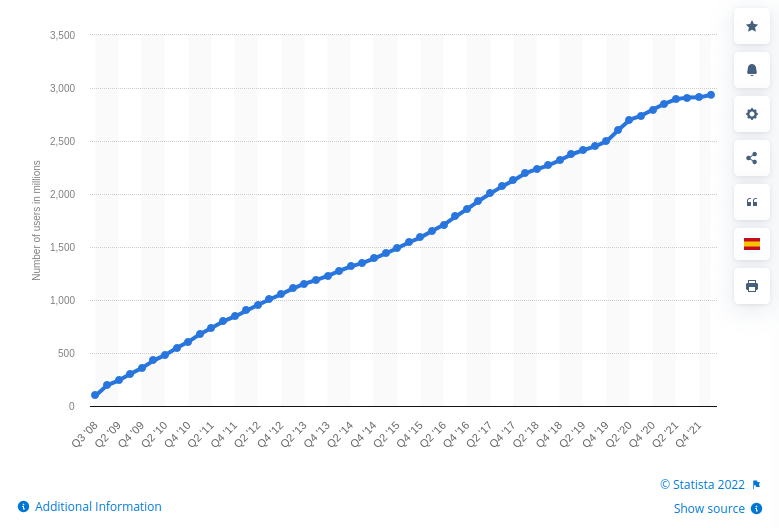 3,500
3,000
2,500
2,000
1,500
1,000
500
0
Number of users in millions
Q3 '08
Q2 '09
Q4 '09
Q2 '10
Q4 '10
Q2 '11
Q4 '11
Q2 '12
Q4 '12
Q2 '13
Q4 '13
Q2 '14
Q4 '14
Q2 '15
Q4 '15
Q2 '16
Q4 '16
Q2 '17
Q4 '17
Q2 '18
Q4 '18
Q2 '19
Q4 '19
Q2 '20
Q4 '20
Q2 '21
Q4 '21
© Statista 2022
Additional Information
Show source